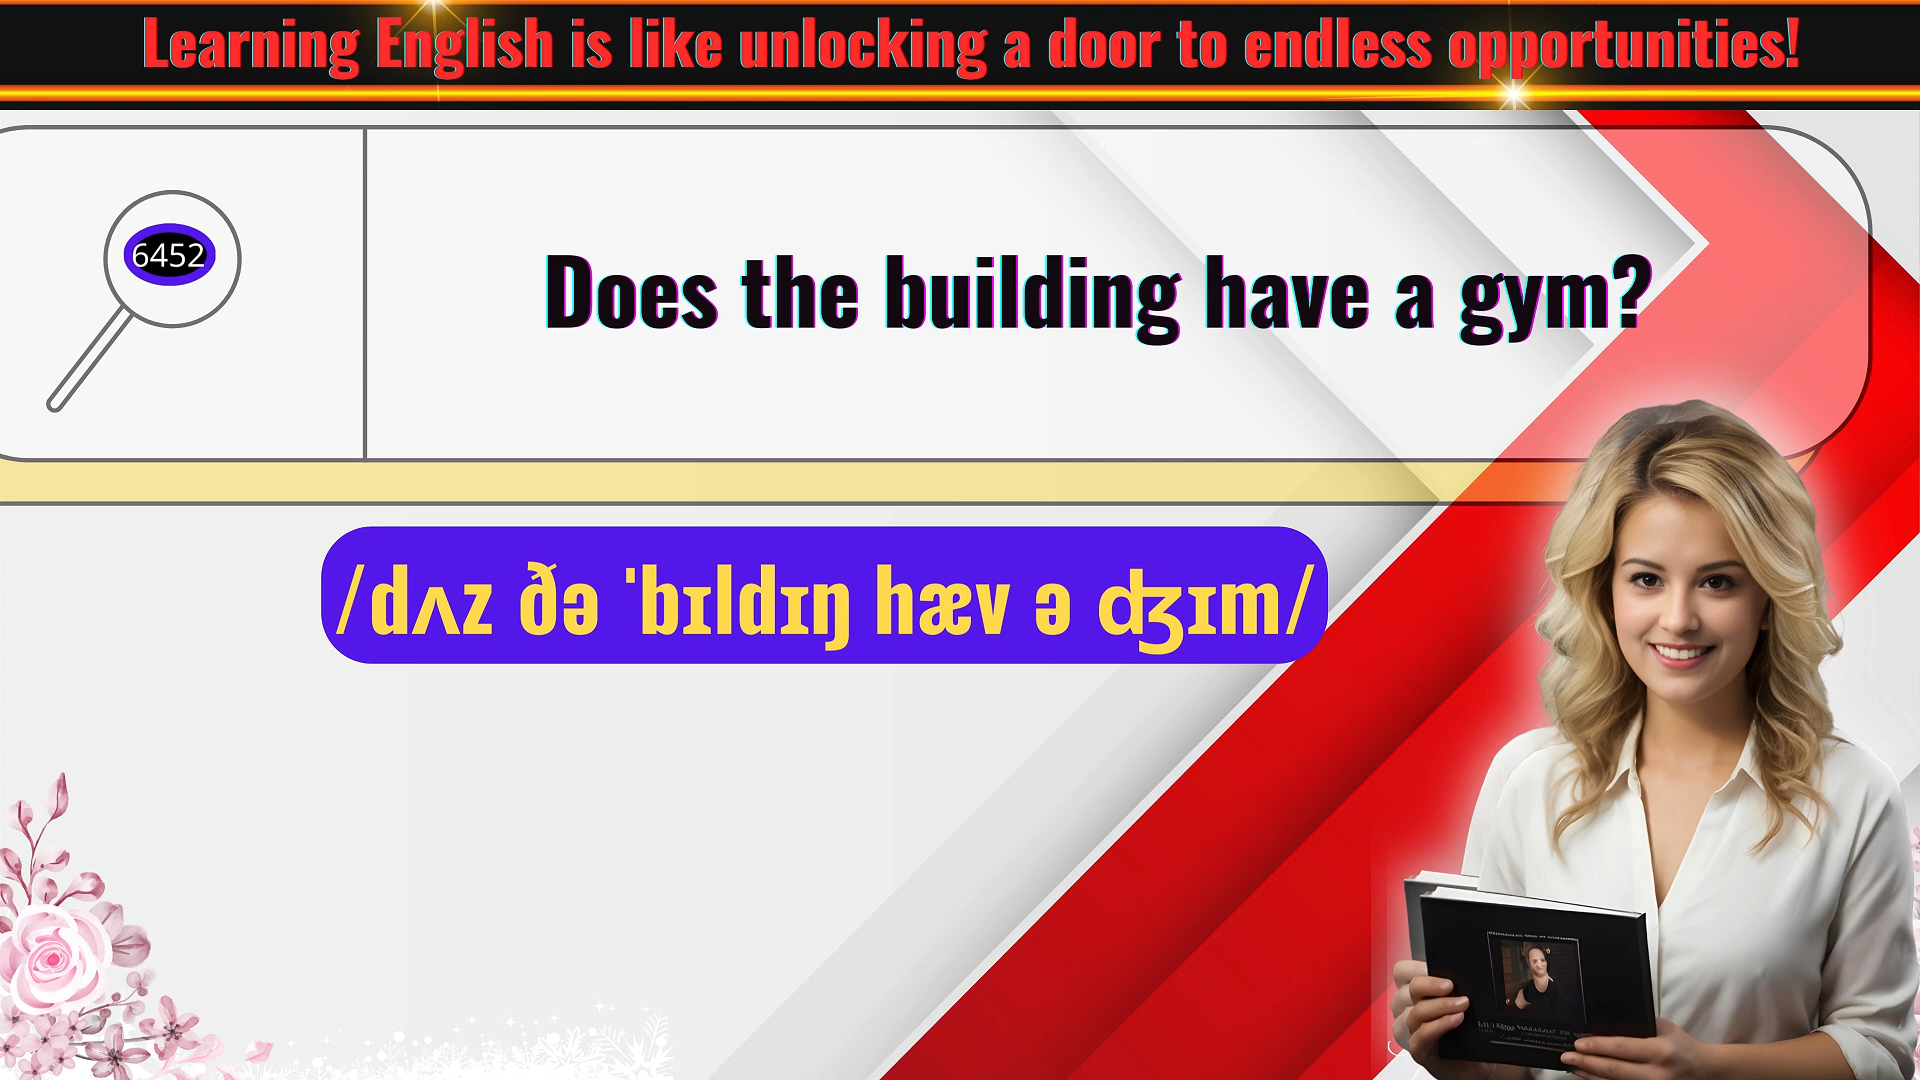 Learning English is like unlocking a door to endless opportunities!
6452
Does the building have a gym?
/dʌz ðə ˈbɪldɪŋ hæv ə ʤɪm/